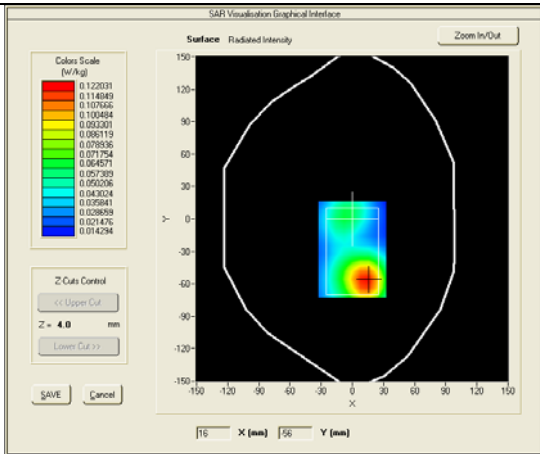 SAR Visualisation Graphical Interface
Surface Radiated Intensity
Zoom In/Out
Colors Scale
(W/kg)
0.122031
0.114849
0.107666
0.100484
0.093301
0.086119
0.078936
0.071754
0.064571
0.057389
0.050206
0.043024
0.035841
0.028659
0.021476
0.014294
Z-Cuts Control
<< Upper Cut
Z = 4.0 mm
Lower Cut >>
SAVE
Cancel
150
120
90
60
30
0
-30
-60
-90
-120
-150
Y
-150 -120 -90 -60 -30 0 30 60 90 120 150
X
16 X (mm) -56 Y (mm)